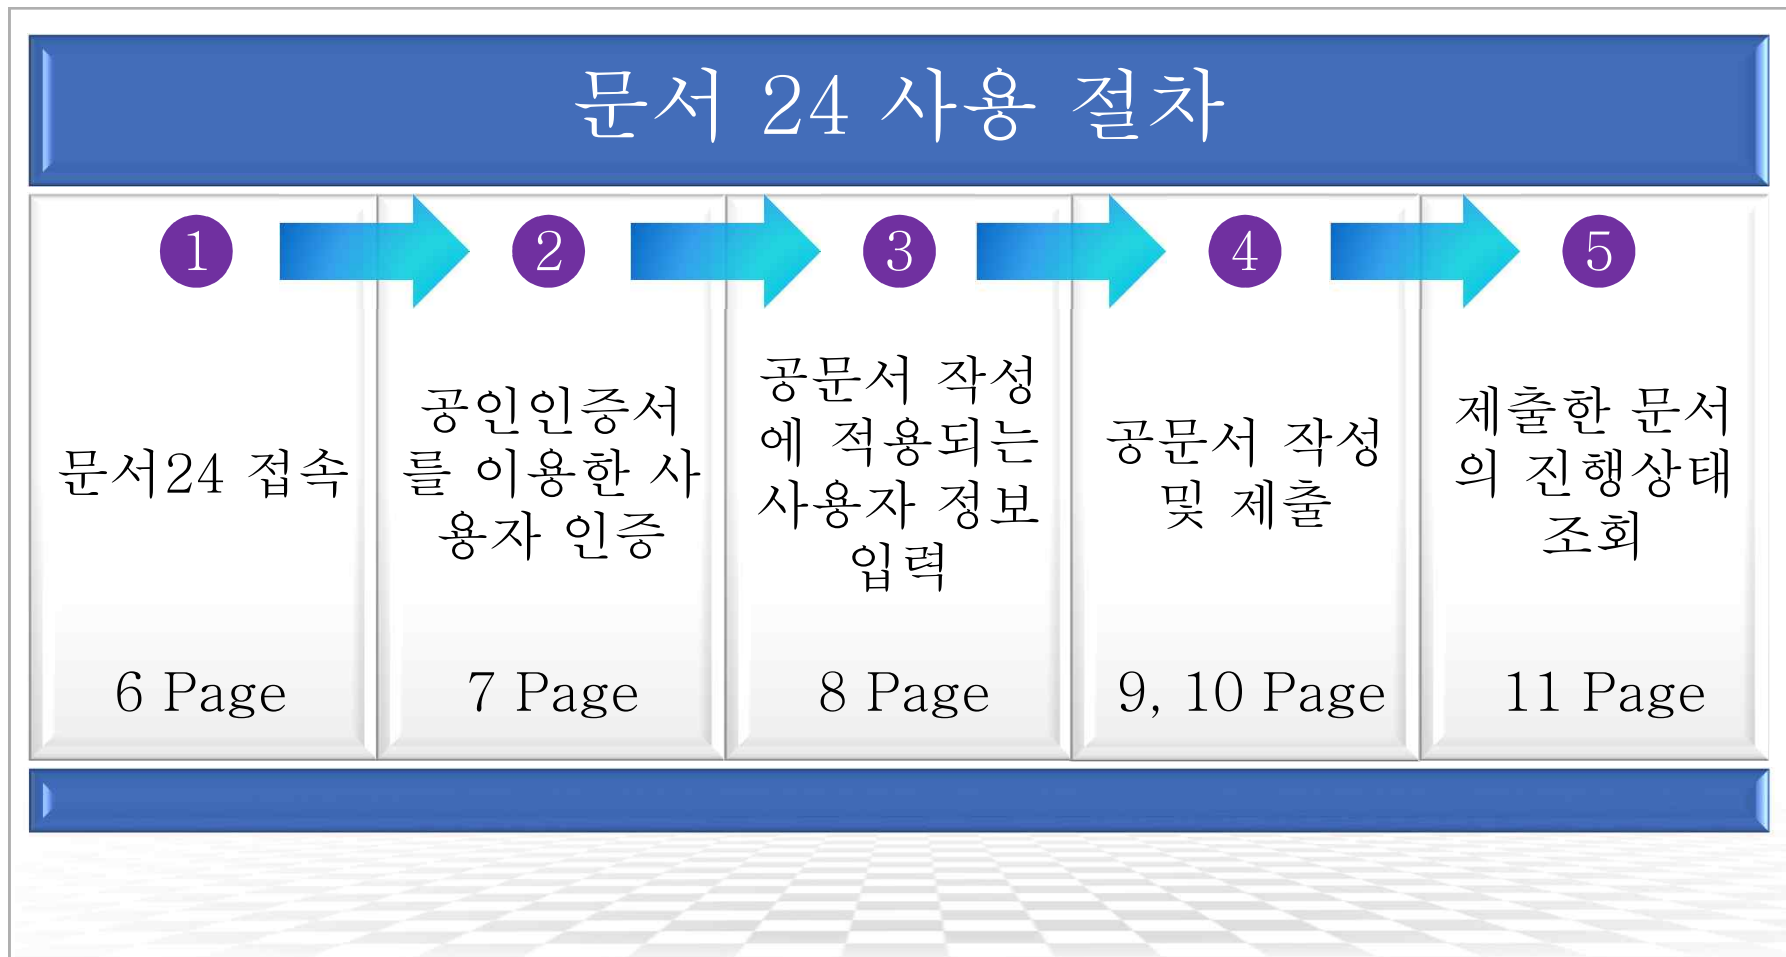 문서 24 사용 절차
1
2
3
4
5
문서24 접속
공인인증서
를 이용한 사
용자 인증
공문서 작성
에 적용되는
사용자 정보
입력
공문서 작성
및 제출
제출한 문서
의 진행상태
조회
6 Page
7 Page
8 Page
9, 10 Page
11 Page